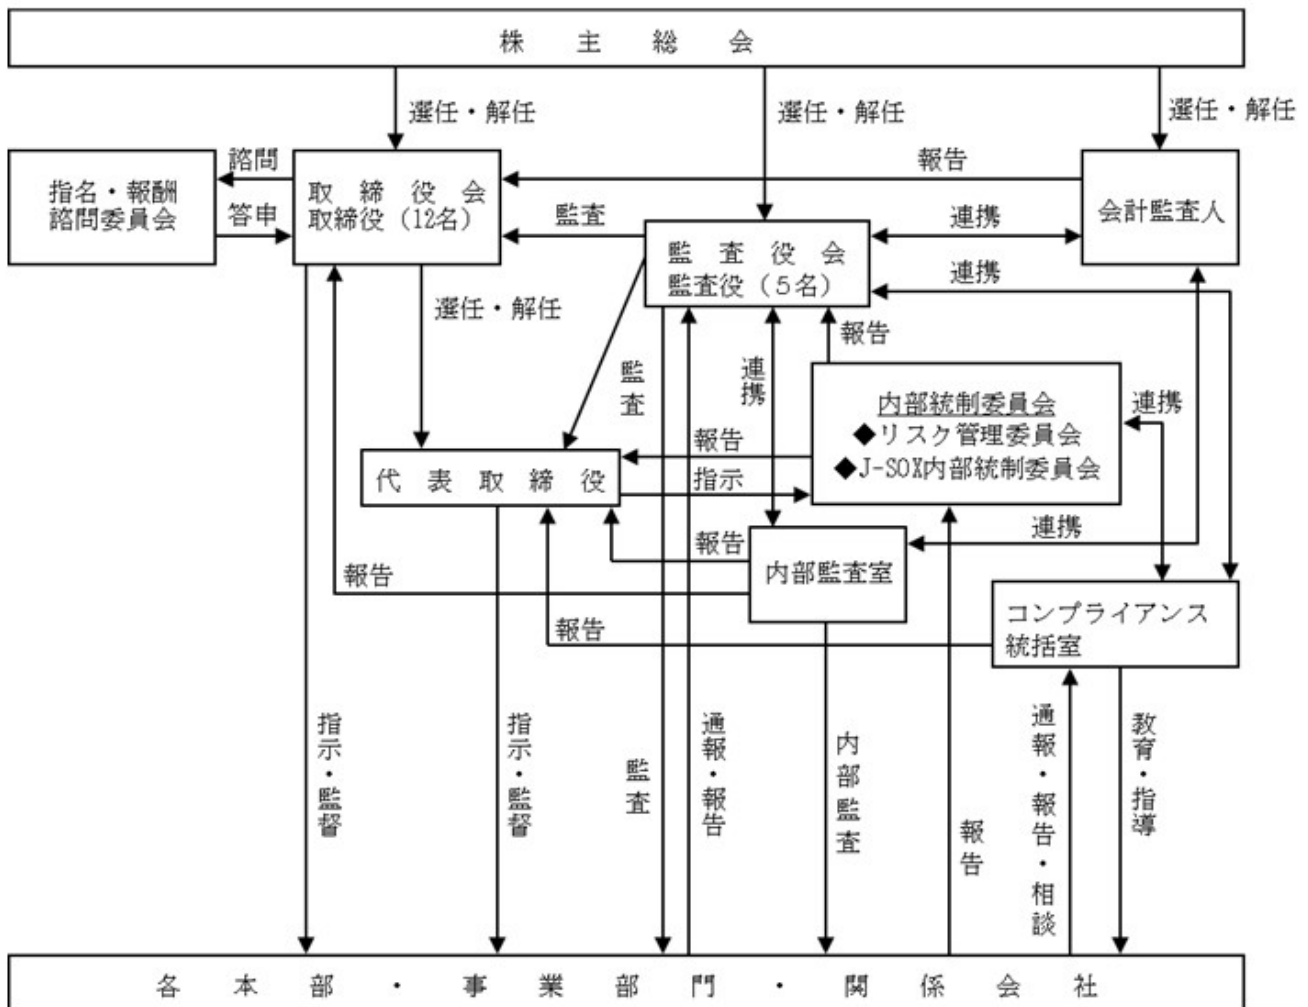 株主総会
選任・解任
選任・解任
選任・解任
指名・報酬
諮問委員会
諮問
答申
取締役会
取締役(12名)
報告
会計監査人
監査
監査役会
監査役(5名)
連携
連携
選任・解任
監査
連携
報告
内部統制委員会
◆リスク管理委員会
◆J-SOX内部統制委員会
連携
代表取締役
報告
指示
報告
内部監査室
連携
報告
報告
コンプライアンス
統括室
指示・監督
指示・監督
監査
通報・報告
内部監査
報告
通報・報告・相談
教育・指導
各本部・事業部門・関係会社